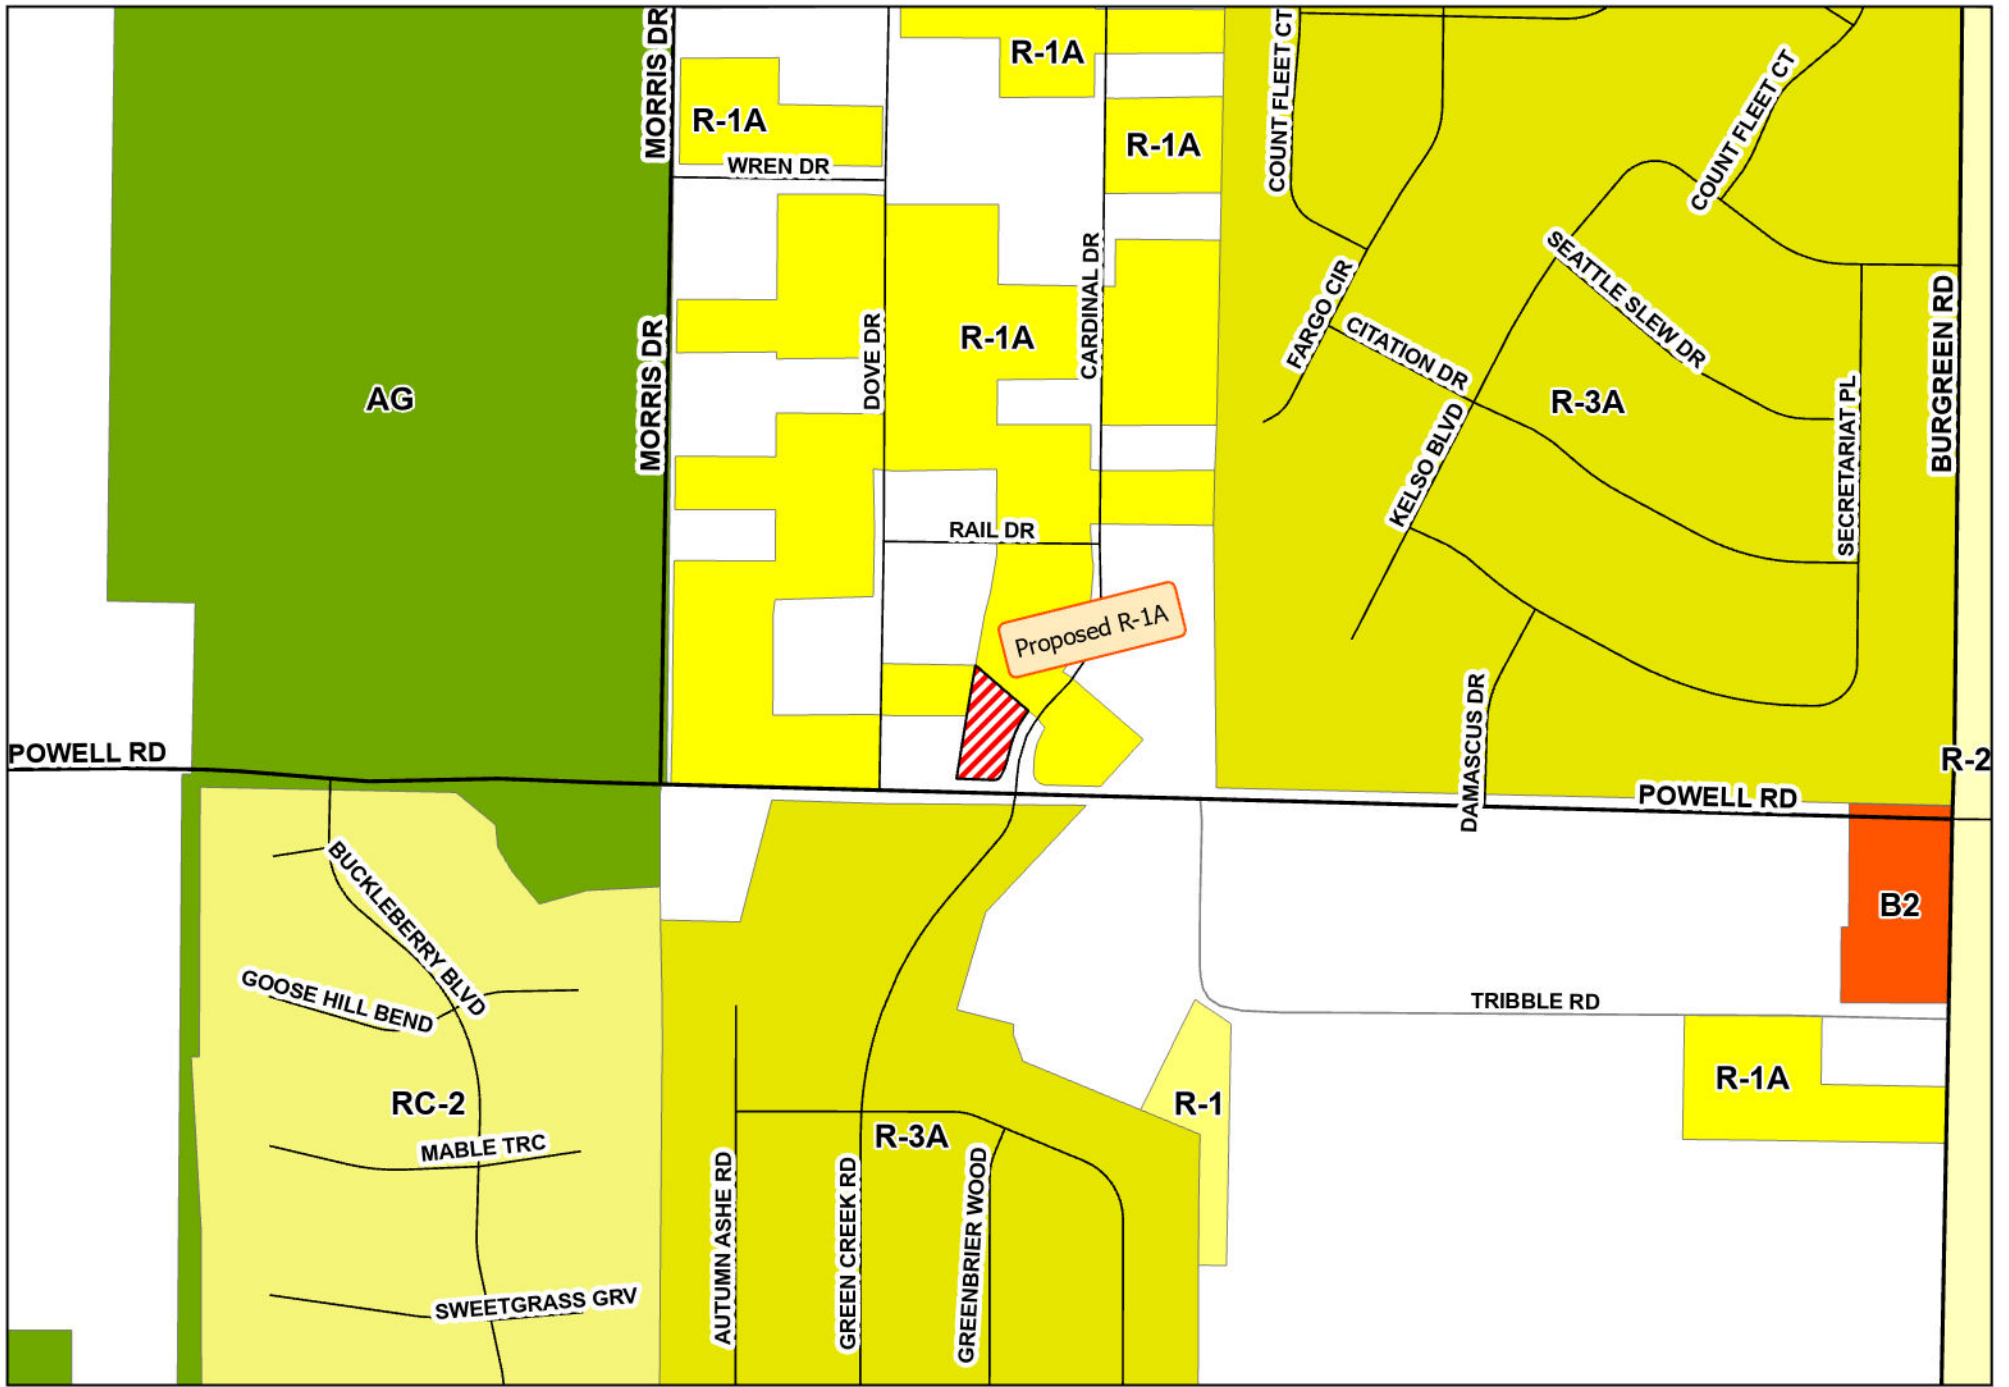 MORRIS DR
R-1A
COUNT FLEET CT
COUNT FLEET CT
R-1A
R-1A
WREN DR
CARDINAL DR
SEATTLE SLEW DR
FARGO CIR
BURGREEN RD
MORRIS DR
DOVE DR
R-1A
CITATION DR
AG
R-3A
SECRETARIAT PL
KELSO BLVD
RAIL DR
Proposed R-1A
DAMASCUS DR
POWELL RD
R-2
POWELL RD
BUCKLEBERRY BLVD
B2
GOOSE HILL BEND
TRIBBLE RD
R-1A
RC-2
R-1
R-3A
MABLE TRC
AUTUMN ASHE RD
GREEN CREEK RD
GREENBRIER WOOD
SWEETGRASS GRV